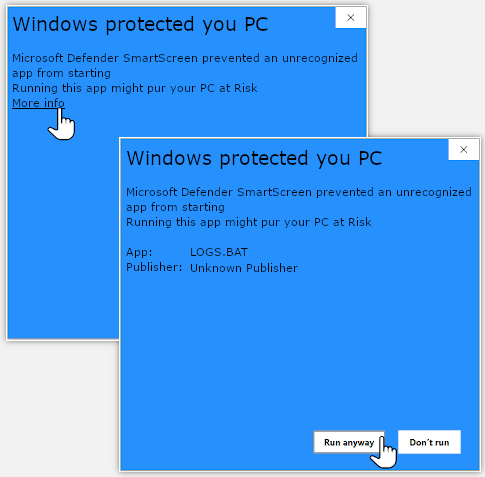 Windows protected you PC
Microsoft Defender SmartScreen prevented an unrecognized
app from starting
Running this app might pur your PC at Risk
More info
Windows protected you PC
Microsoft Defender SmartScreen prevented an unrecognized
app from starting
Running this app might pur your PC at Risk
App: LOGS.BAT
Publisher: Unknown Publisher
Run anyway Don't run